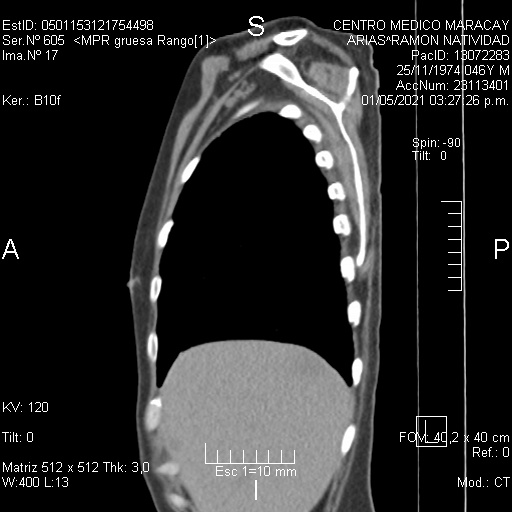 EstID: 0501153121754498
Ser.Nº 605 <MPR gruesa Rango[1]>
Ima.Nº 17
Ker.: B10f
S
CENTRO MEDICO MARACAY
ARIAS^RAMON NATIVIDAD
PacID: 13072283
25/11/1974 046Y M
AccNum: 23113401
01/05/2021 03:27:26 p.m.
Spin: -90
Tilt: 0
A
P
KV: 120
Tilt: 0
Matriz 512 x 512 Thk: 3,0
W:400 L:13
Esc 1=10 mm
I
FOV: 40,2 x 40 cm
Ref.: 0
Mod.: CT